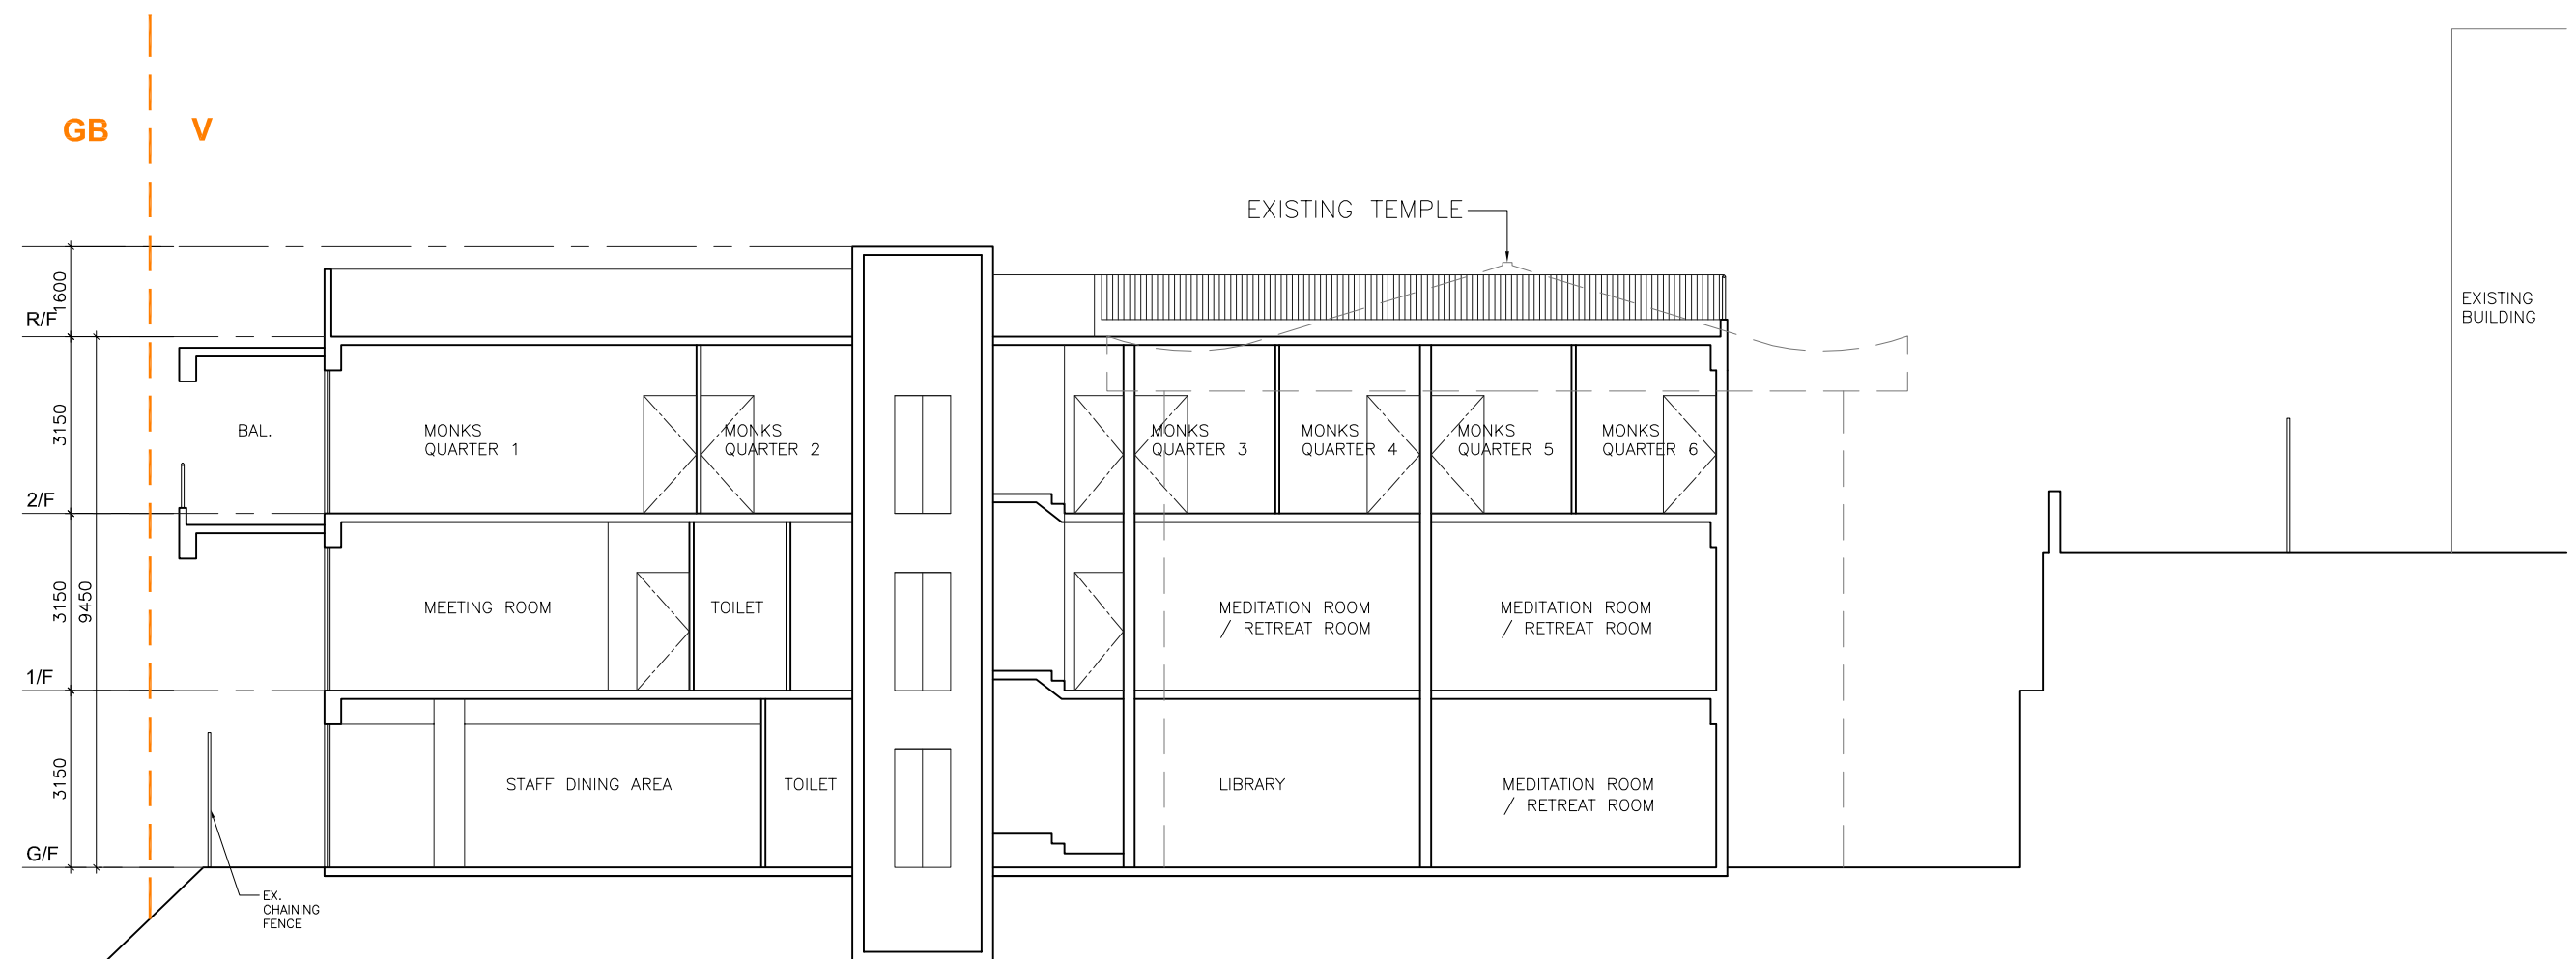 GB
V
EXISTING TEMPLE
1600
R/F
EXISTING
BUILDING
3150
BAL.
MONKS
QUARTER 1
MONKS
QUARTER 2
MONKS
QUARTER 3
MONKS
QUARTER 4
MONKS
QUARTER 5
MONKS
QUARTER 6
2/F
3150
9450
MEETING ROOM
TOILET
MEDITATION ROOM
/ RETREAT ROOM
MEDITATION ROOM
/ RETREAT ROOM
1/F
3150
STAFF DINING AREA
TOILET
LIBRARY
MEDITATION ROOM
/ RETREAT ROOM
G/F
EX.
CHAINING
FENCE